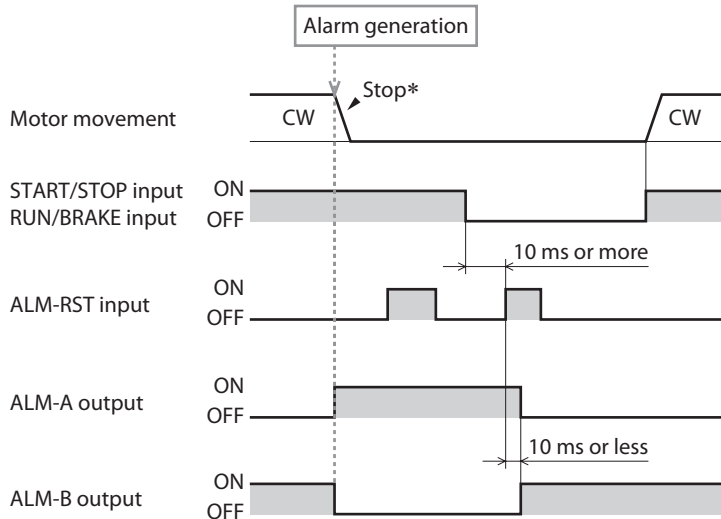 Alarm generation
Stop*
Motor movement
CW
CW
START/STOP input
RUN/BRAKE input
ON
OFF
10 ms or more
ALM-RST input
ON
OFF
ALM-A output
ON
OFF
10 ms or less
ALM-B output
ON
OFF